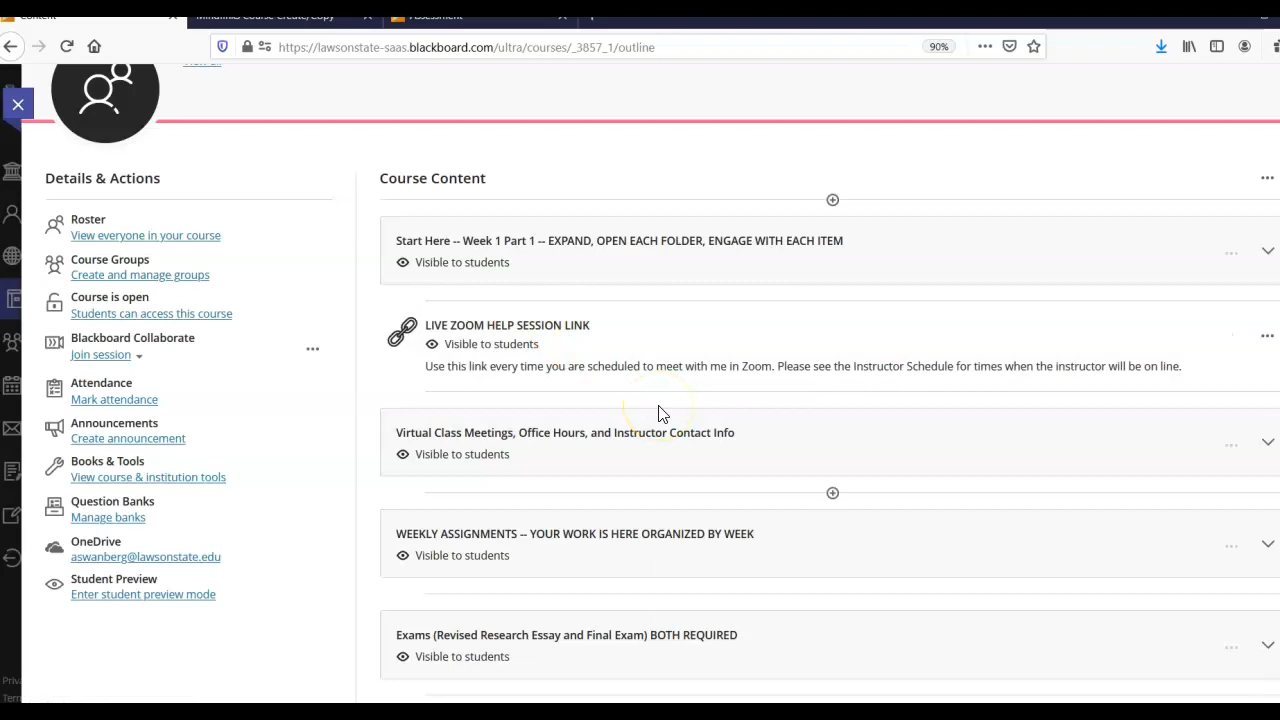 Content
Mindlinks Course Create/Copy
Assessment
https://lawsonstate-saas.blackboard.com/ultra/courses/_3857_1/outline
90%
Details & Actions
Roster
View everyone in your course
Course Groups
Create and manage groups
Course is open
Students can access this course
Blackboard Collaborate
Join session
Attendance
Mark attendance
Announcements
Create announcement
Books & Tools
View course & institution tools
Question Banks
Manage banks
OneDrive
aswanberg@lawsonstate.edu
Student Preview
Enter student preview mode
Course Content
Start Here -- Week 1 Part 1 -- EXPAND, OPEN EACH FOLDER, ENGAGE WITH EACH ITEM
Visible to students
LIVE ZOOM HELP SESSION LINK
Visible to students
Use this link every time you are scheduled to meet with me in Zoom. Please see the Instructor Schedule for times when the instructor will be on line.
Virtual Class Meetings, Office Hours, and Instructor Contact Info
Visible to students
WEEKLY ASSIGNMENTS -- YOUR WORK IS HERE ORGANIZED BY WEEK
Visible to students
Exams (Revised Research Essay and Final Exam) BOTH REQUIRED
Visible to students